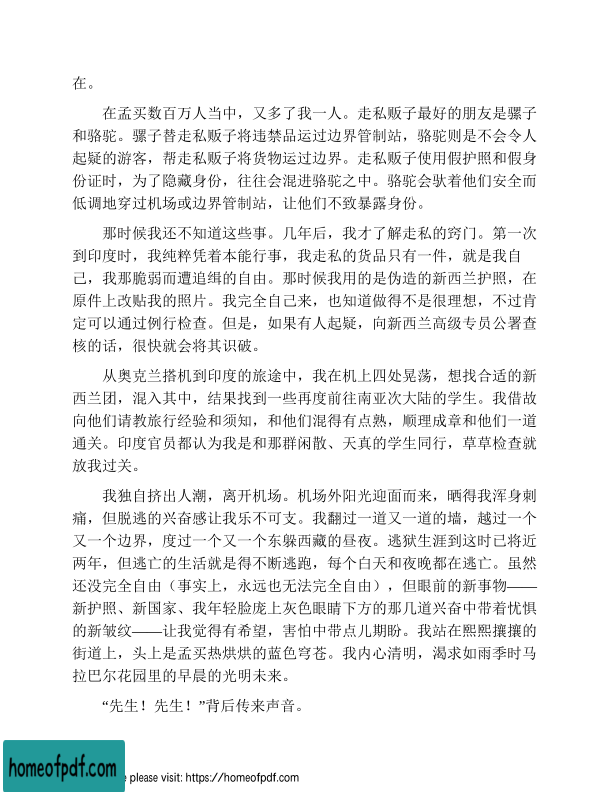 在。
在孟买数百万人当中，又多了我一人。走私贩子最好的朋友是骡子
和骆驼。骡子替走私贩子将违禁品运过边界管制站，骆驼则是不会令人
起疑的游客，帮走私贩子将货物运过边界。走私贩子使用假护照和假身
份证时，为了隐藏身份，往往会混进骆驼之中。骆驼会驮着他们安全而
低调地穿过机场或边界管制站，让他们不致暴露身份。
那时候我还不知道这些事。几年后，我才了解走私的窍门。第一次
到印度时，我纯粹凭着本能行事，我走私的货品只有一件，就是我自
己，我那脆弱而遭追缉的自由。那时候我用的是伪造的新西兰护照，在
原件上改贴我的照片。我完全自己来，也知道做得不是很理想，不过肯
定可以通过例行检查。但是，如果有人起疑，向新西兰高级专员公署查
核的话，很快就会将其识破。
从奥克兰搭机到印度的旅途中，我在机上四处晃荡，想找合适的新
西兰团，混入其中，结果找到一些再度前往南亚次大陆的学生。我借故
向他们请教旅行经验和须知，和他们混得有点熟，顺理成章和他们一道
通关。印度官员都认为我是和那群闲散、天真的学生同行，草草检查就
放我过关。
我独自挤出人潮，离开机场。机场外阳光迎面而来，晒得我浑身刺
痛，但脱逃的兴奋感让我乐不可支。我翻过一道又一道的墙，越过一个
又一个边界，度过一个又一个东躲西藏的昼夜。逃狱生涯到这时已将近
两年，但逃亡的生活就是得不断逃跑，每个白天和夜晚都在逃亡。虽然
还没完全自由（事实上，永远也无法完全自由），但眼前的新事物——
新护照、新国家、我年轻脸庞上灰色眼睛下方的那几道兴奋中带着忧惧
的新皱纹——让我觉得有希望，害怕中带点儿期盼。我站在熙熙攘攘的
街道上，头上是孟买热烘烘的蓝色穹苍。我内心清明，渴求如雨季时马
拉巴尔花园里的早晨的光明未来。
“先生！先生！”背后传来声音。
homeofpdf.com
e please visit: https://homeofpdf.com